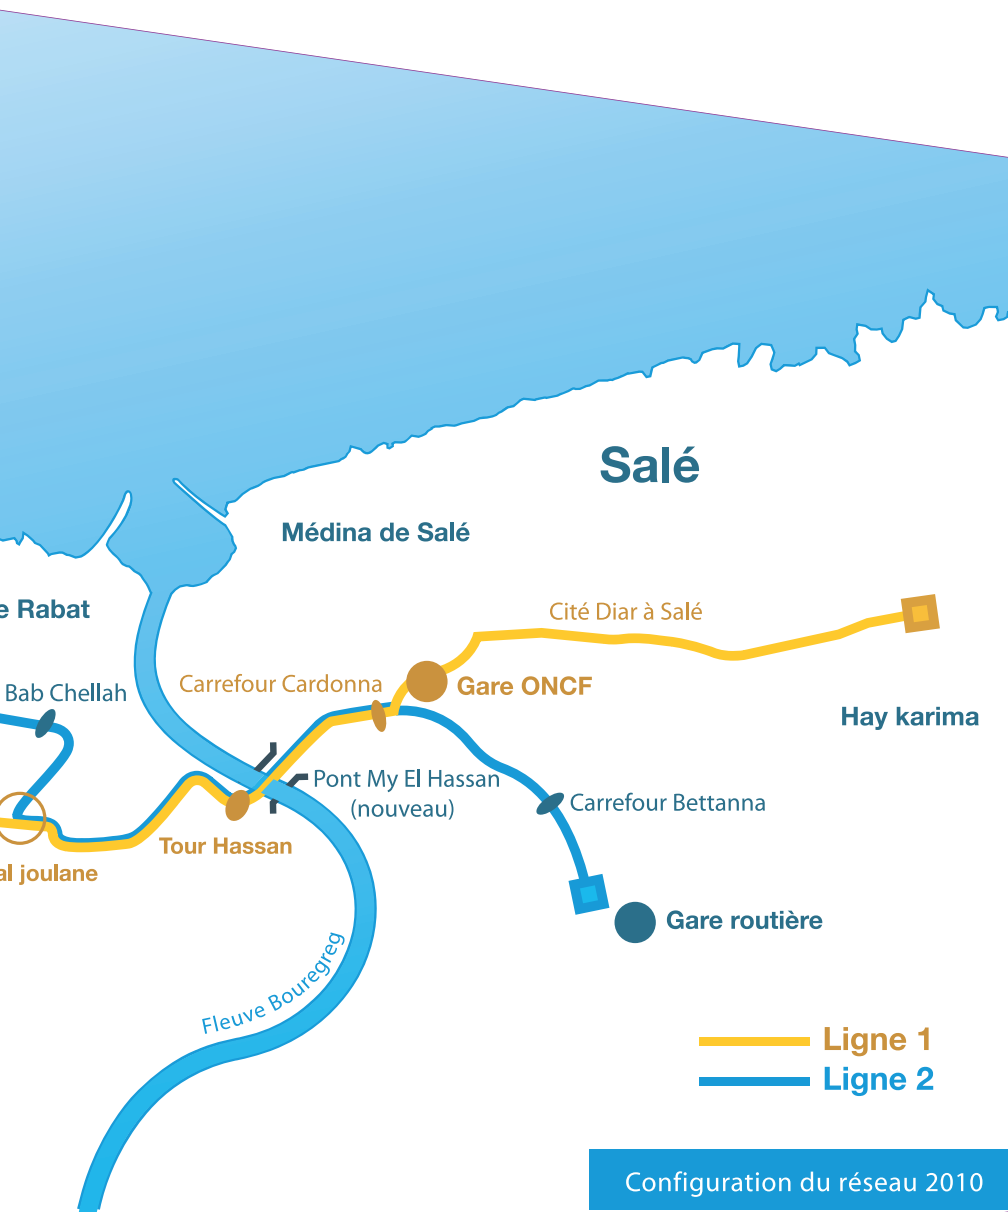 Salé
Médina de Salé
e Rabat
Cité Diar à Salé
Bab Chellah
Carrefour Cardonna
Gare ONCF
Hay karima
Pont My El Hassan
(nouveau)
Carrefour Bettanna
Tour Hassan
al joulane
Gare routière
Fleuve Bouregreg
Ligne 1
Ligne 2
Configuration du réseau 2010